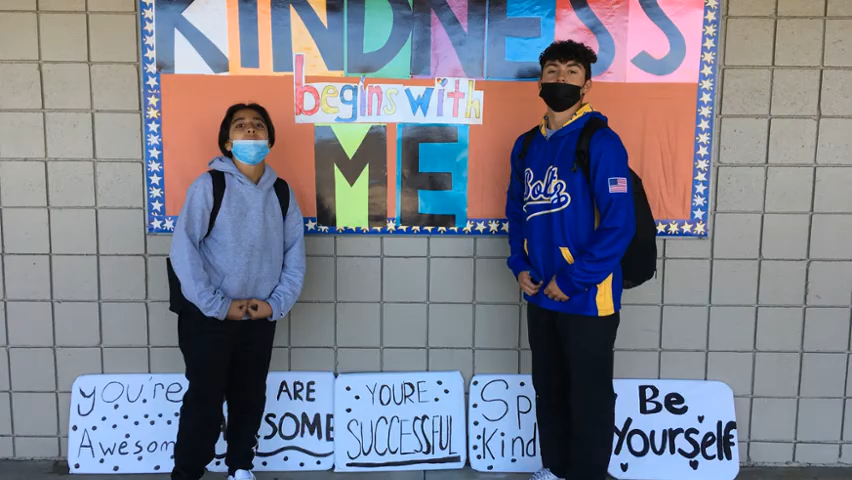 KINDNESS
begins with
ME
Bolts
you're
Awesom
ARE
SOME
YOU'RE
SUCCESSFUL
Sp
Kind
Be
Yourself